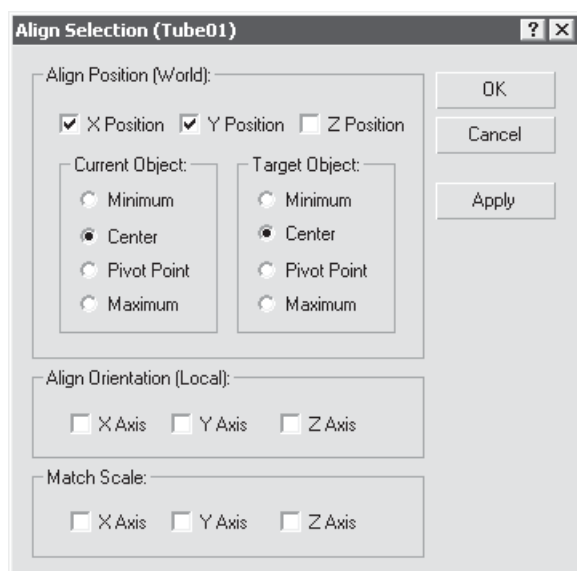 Align Selection (Tube01)
Align Position (World):
X Position Y Position Z Position
Current Object:
Minimum
Center
Pivot Point
Maximum
Target Object:
Minimum
Center
Pivot Point
Maximum
Align Orientation (Local):
X Axis Y Axis Z Axis
Match Scale:
X Axis Y Axis Z Axis
OK
Cancel
Apply